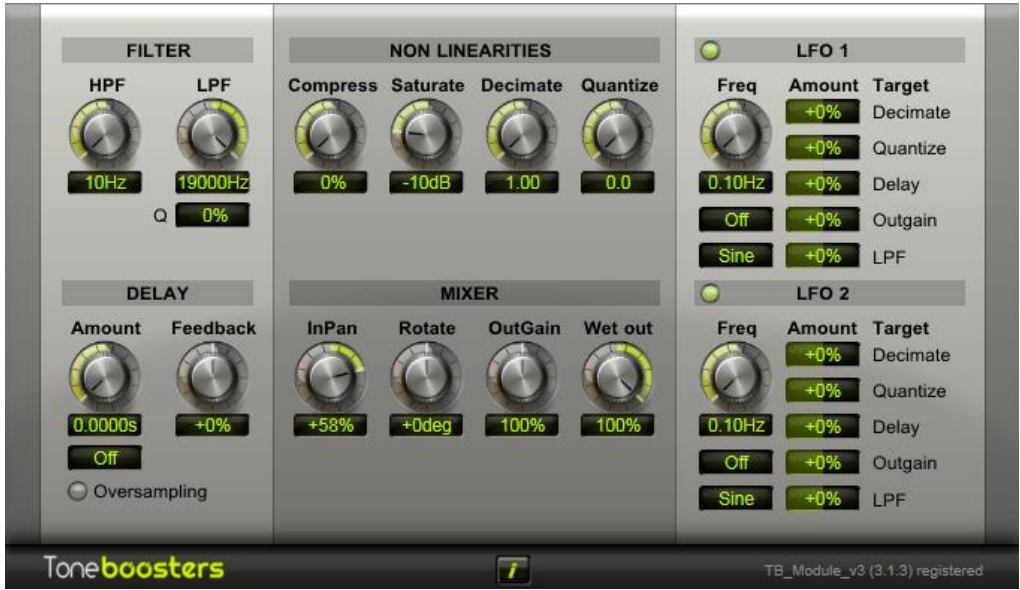 FILTER
HPF LPF
10Hz 19000Hz
Q 0%
NON LINEARITIES
Compress Saturate Decimate Quantize
0% -10dB 1.00 0.0
LFO 1
Freq Amount Target
+0% Decimate
+0% Quantize
0.10Hz +0% Delay
Off +0% Outgain
Sine +0% LPF
DELAY
Amount Feedback
0.0000s +0%
Off
Oversampling
MIXER
InPan Rotate OutGain Wet out
+58% +0deg 100% 100%
LFO 2
Freq Amount Target
+0% Decimate
+0% Quantize
0.10Hz +0% Delay
Off +0% Outgain
Sine +0% LPF
Toneboosters i TB_Module_v3 (3.1.3) registered